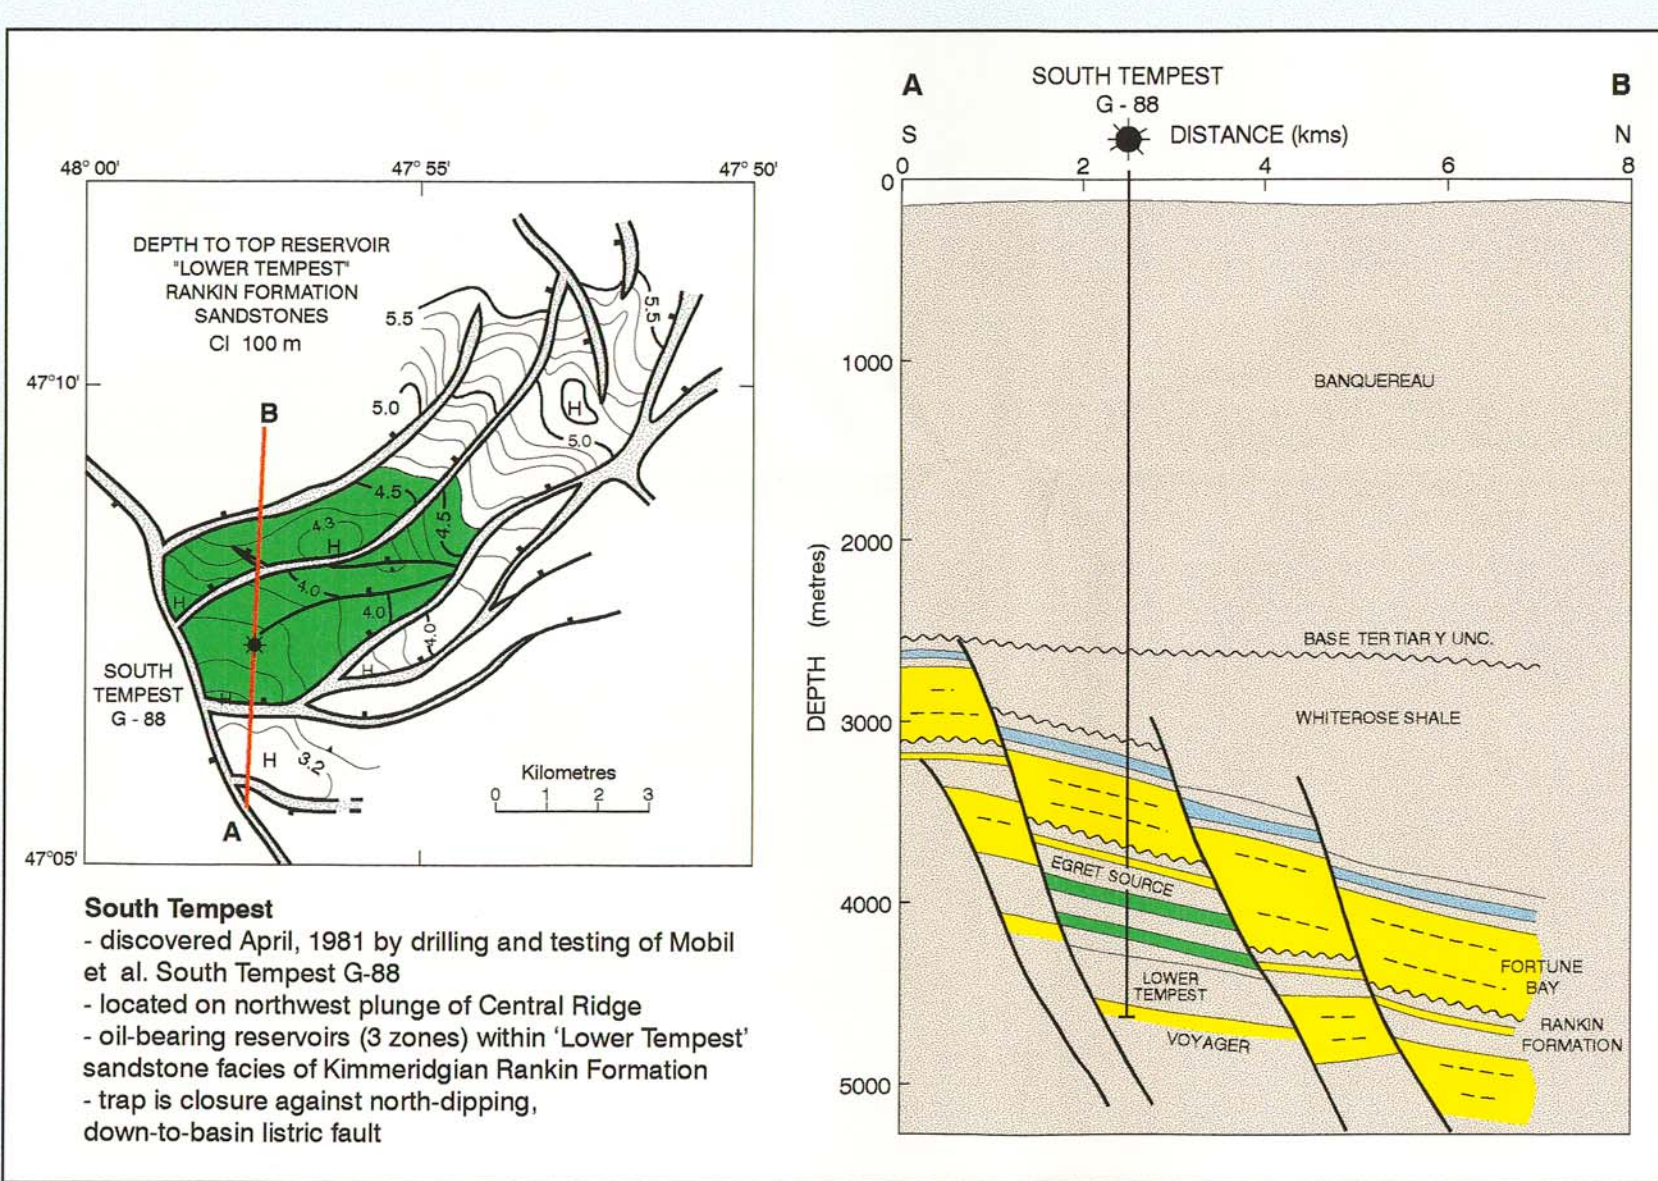 48° 00'
47° 55'
47° 50'
DEPTH TO TOP RESERVOIR
"LOWER TEMPEST"
RANKIN FORMATION
SANDSTONES
CI 100 m
5.5
5.5
47°10'
B
5.0
H
5.0
4.5
4.3
4.5
H
4.0
H
4.0
4.0
H
SOUTH
TEMPEST
G - 88
H
H
3.2
Kilometres
0 1 2 3
A
47°05'
South Tempest
- discovered April, 1981 by drilling and testing of Mobil
et al. South Tempest G-88
- located on northwest plunge of Central Ridge
- oil-bearing reservoirs (3 zones) within 'Lower Tempest'
sandstone facies of Kimmeridgian Rankin Formation
- trap is closure against north-dipping,
down-to-basin listric fault
A
SOUTH TEMPEST
G - 88
B
S
DISTANCE (kms)
N
0 2 4 6 8
0
1000
2000
3000
4000
5000
DEPTH (metres)
BANQUEREAU
BASE TERTIARY UNC.
WHITEROSE SHALE
EGRET SOURCE
LOWER
TEMPEST
VOYAGER
FORTUNE
BAY
RANKIN
FORMATION